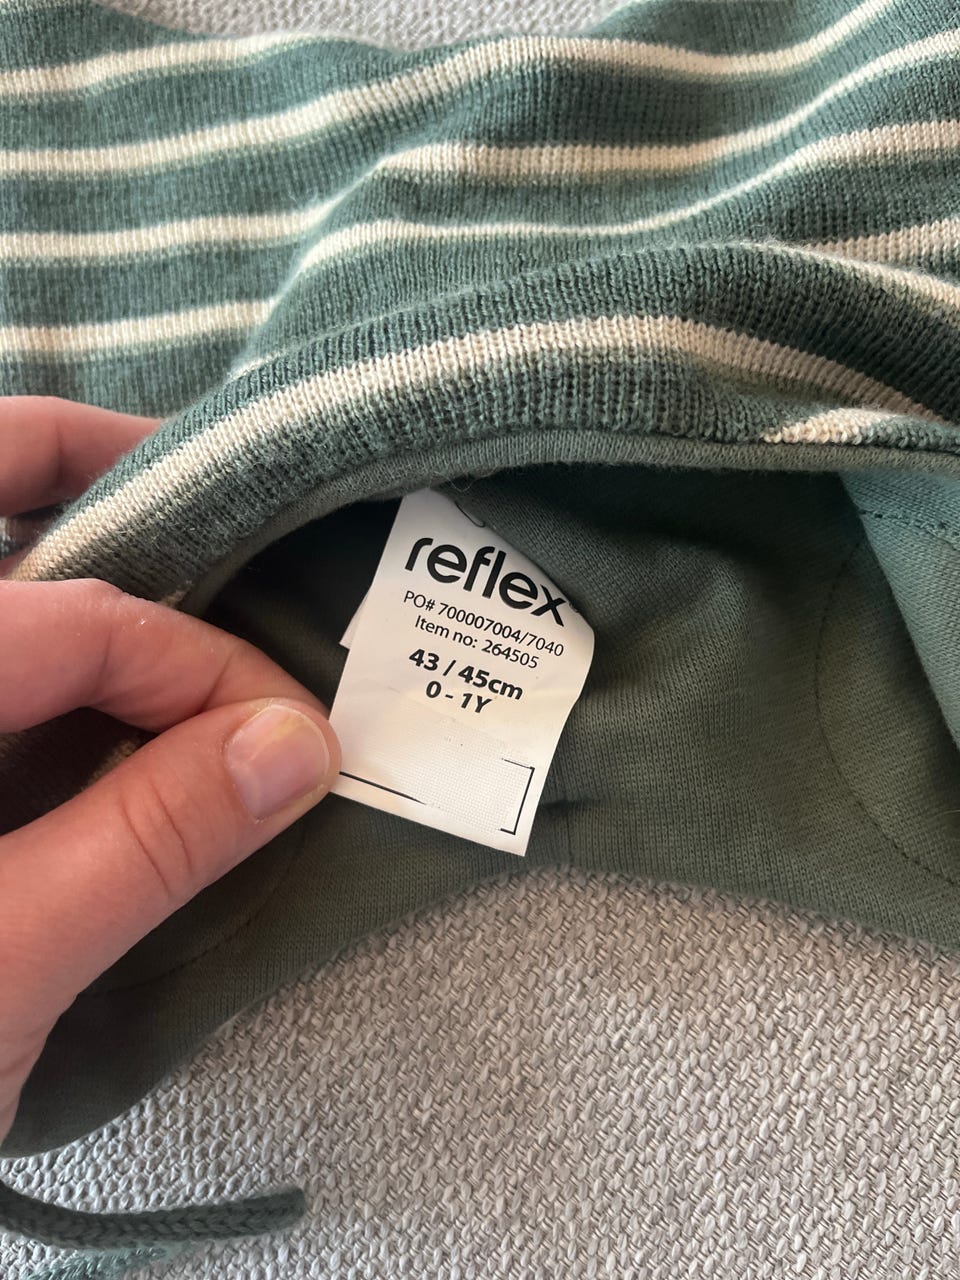 reflex
PO# 700007004/7040
Item no: 264505
43 / 45cm
0 - 1Y